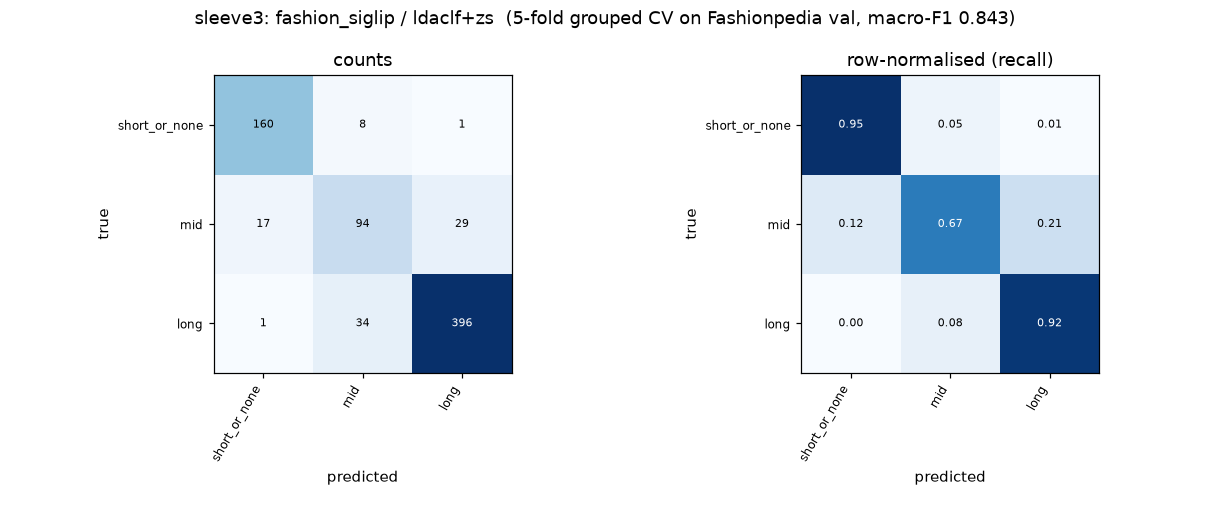 sleeve3: fashion_siglip / ldaclf+zs  (5-fold grouped CV on Fashionpedia val, macro-F1 0.843)
counts
short_or_none 160 8 1
mid 17 94 29
long 1 34 396
true
short_or_none mid long
predicted
row-normalised (recall)
short_or_none 0.95 0.05 0.01
mid 0.12 0.67 0.21
long 0.00 0.08 0.92
true
short_or_none mid long
predicted